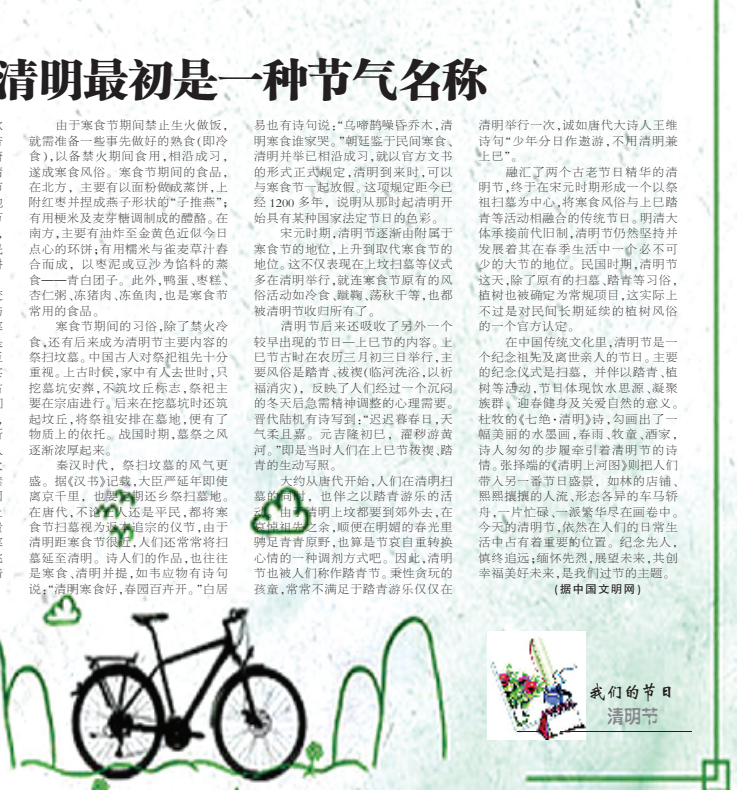 清明最初是一种节气名称
由于寒食节期间禁止生火做饭，
就需准备一些事先做好的熟食(即冷
食)，以备禁火期间食用，相沿成习，
遂成寒食风俗。寒食节期间的食品，
在北方，主要有以面粉做成蒸饼，上
附红枣并捏成燕子形状的“子推燕”；
有用粳米及麦芽糖调制成的醴酪。在
南方，主要有油炸至金黄色近似今日
点心的环饼；有用糯米与雀麦草汁舂
合而成，以枣泥或豆沙为馅料的蒸
食——青白团子。此外，鸭蛋、枣糕、
杏仁粥、冻猪肉、冻鱼肉，也是寒食节
常用的食品。
寒食节期间的习俗，除了禁火冷
食，还有后来成为清明节主要内容的
祭扫坟墓。中国古人对祭祀祖先十分
重视。上古时候，家中有人去世时，只
挖墓坑安葬，不筑坟丘标志，祭祀主
要在宗庙进行。后来在挖墓坑时还筑
起坟丘，将祭祖安排在墓地，便有了
物质上的依托。战国时期，墓祭之风
逐渐浓厚起来。
秦汉时代，祭扫坟墓的风气更
盛。据《汉书》记载，大臣严延年即使
离京千里，也要定期还乡祭扫墓地。
在唐代，不论士人还是平民，都将寒
食节扫墓视为返本追宗的仪节，由于
清明距寒食节很近，人们还常常将扫
墓延至清明。诗人们的作品，也往往
是寒食、清明并提，如韦应物有诗句
说：“清明寒食好，春园百卉开。”白居
易也有诗句说：“乌啼鹊噪昏乔木，清
明寒食谁家哭。”朝廷鉴于民间寒食、
清明并举已相沿成习，就以官方文书
的形式正式规定，清明到来时，可以
与寒食节一起放假。这项规定距今已
经 1200 多年，说明从那时起清明开
始具有某种国家法定节日的色彩。
宋元时期，清明节逐渐由附属于
寒食节的地位，上升到取代寒食节的
地位。这不仅表现在上坟扫墓等仪式
多在清明举行，就连寒食节原有的风
俗活动如冷食、蹴鞠、荡秋千等，也都
被清明节收归所有了。
清明节后来还吸收了另外一个
较早出现的节日—上巳节的内容。上
巳节古时在农历三月初三日举行，主
要风俗是踏青、祓禊(临河洗浴，以祈
福消灾)，反映了人们经过一个沉闷
的冬天后急需精神调整的心理需要。
晋代陆机有诗写到：“迟迟暮春日，天
气柔且嘉。元吉隆初巳，濯秽游黄
河。”即是当时人们在上巳节祓禊、踏
青的生动写照。
大约从唐代开始，人们在清明扫
墓的同时，也伴之以踏青游乐的活
动。由于清明上坟都要到郊外去，在
哀悼祖先之余，顺便在明媚的春光里
骋足青青原野，也算是节哀自重转换
心情的一种调剂方式吧。因此，清明
节也被人们称作踏青节。秉性贪玩的
孩童，常常不满足于踏青游乐仅仅在
清明举行一次，诚如唐代大诗人王维
诗句“少年分日作遨游，不用清明兼
上巳”。
融汇了两个古老节日精华的清
明节，终于在宋元时期形成一个以祭
祖扫墓为中心，将寒食风俗与上巳踏
青等活动相融合的传统节日。明清大
体承接前代旧制，清明节仍然坚持并
发展着其在春季生活中一个必不可
少的大节的地位。民国时期，清明节
这天，除了原有的扫墓、踏青等习俗，
植树也被确定为常规项目，这实际上
不过是对民间长期延续的植树风俗
的一个官方认定。
在中国传统文化里，清明节是一
个纪念祖先及离世亲人的节日。主要
的纪念仪式是扫墓，并伴以踏青、植
树等活动，节日体现饮水思源、凝聚
族群、迎春健身及关爱自然的意义。
杜牧的《七绝·清明》诗，勾画出了一
幅美丽的水墨画，春雨、牧童、酒家，
诗人匆匆的步履牵引着清明节的诗
情。张择端的《清明上河图》则把人们
带入另一番节日盛景，如林的店铺、
熙熙攘攘的人流、形态各异的车马轿
舟，一片忙碌、一派繁华尽在画卷中。
今天的清明节，依然在人们的日常生
活中占有着重要的位置。纪念先人，
慎终追远；缅怀先烈，展望未来，共创
幸福美好未来，是我们过节的主题。
(据中国文明网)
我们的节日
清明节